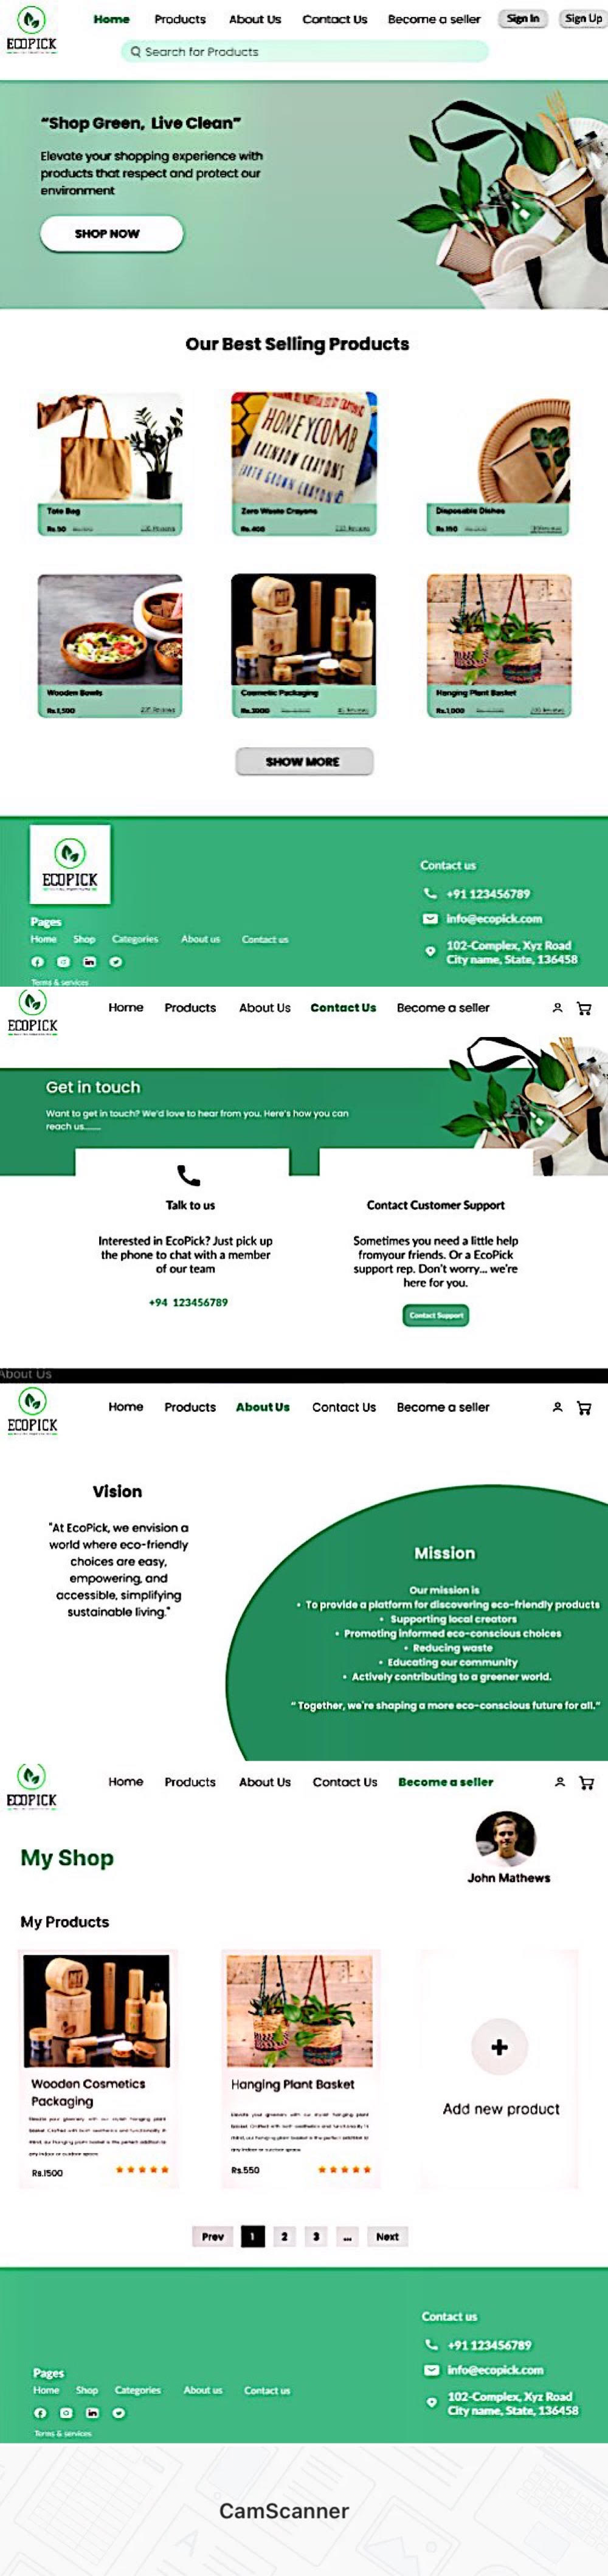 Home Products About Us Contact Us Become a seller Sign In Sign Up
ECOPICK
Search for Products
“Shop Green, Live Clean”
Elevate your shopping experience with
products that respect and protect our
environment
SHOP NOW
Our Best Selling Products
HONEYCOMB
RAINBOW CRAYONS
EARTH GROWN CRAYONS
Tote Bag Zero Waste Crayons Disposable Dishes
Rs.50 Rs.400 Rs.150
Wooden Bowls Cosmetic Packaging Hanging Plant Basket
Rs.1,500 Rs.3000 Rs.1,000
SHOW MORE
ECOPICK
Contact us
+91 123456789
info@ecopick.com
102-Complex, Xyz Road
City name, State, 136458
Pages
Home Shop Categories About us Contact us
Terms & services
Home Products About Us Contact Us Become a seller
ECOPICK
Get in touch
Want to get in touch? We'd love to hear from you. Here's how you can
reach us......
Talk to us
Interested in EcoPick? Just pick up
the phone to chat with a member
of our team
+94 123456789
Contact Customer Support
Sometimes you need a little help
fromyour friends. Or a EcoPick
support rep. Don't worry... we're
here for you.
Contact Support
About Us
Home Products About Us Contact Us Become a seller
ECOPICK
Vision
"At EcoPick, we envision a
world where eco-friendly
choices are easy,
empowering, and
accessible, simplifying
sustainable living."
Mission
Our mission is
• To provide a platform for discovering eco-friendly products
• Supporting local creators
• Promoting informed eco-conscious choices
• Reducing waste
• Educating our community
• Actively contributing to a greener world.
“ Together, we're shaping a more eco-conscious future for all.”
Home Products About Us Contact Us Become a seller
ECOPICK
My Shop
John Mathews
My Products
Wooden Cosmetics
Packaging
Rs.1500
Hanging Plant Basket
Rs.550
Add new product
Prev 1 2 3 ... Next
Contact us
+91 123456789
info@ecopick.com
102-Complex, Xyz Road
City name, State, 136458
Pages
Home Shop Categories About us Contact us
Terms & services
CamScanner